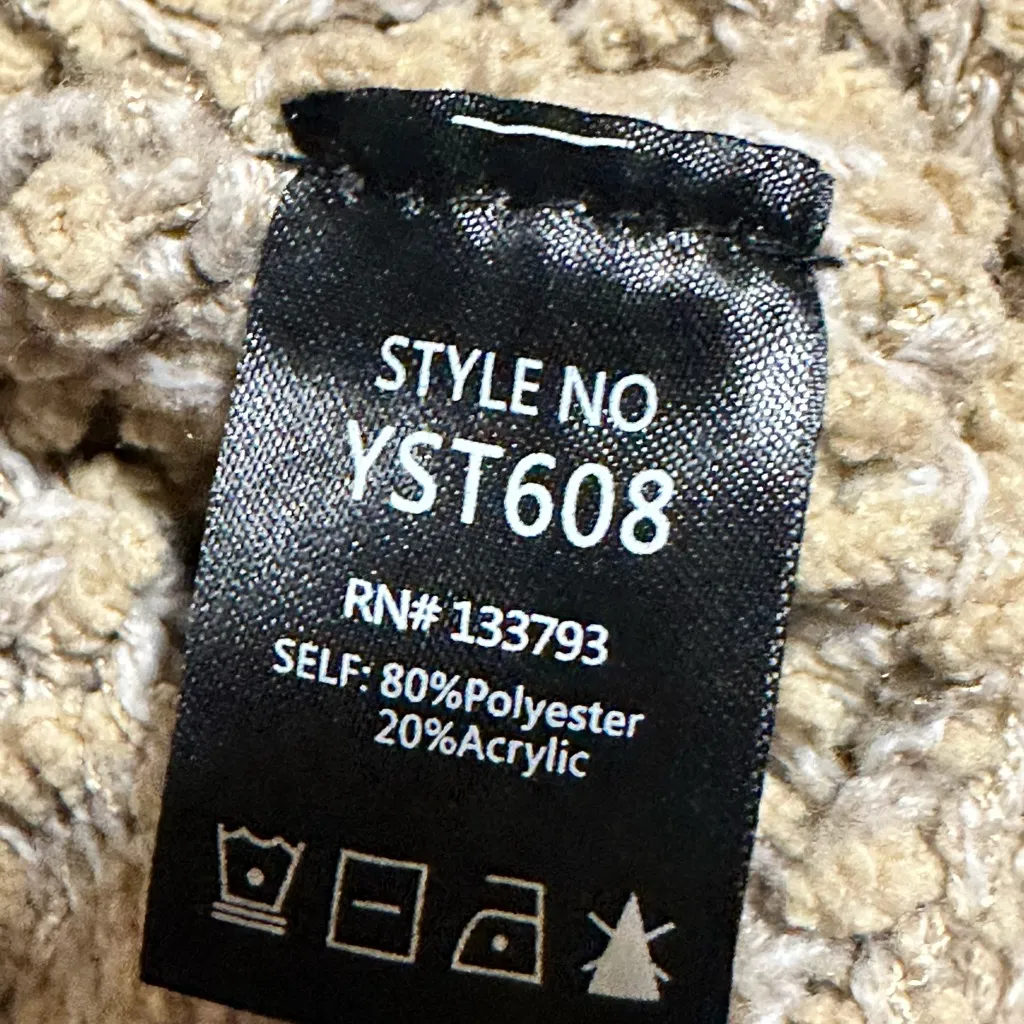 STYLE NO
YST608
RN# 133793
SELF: 80%Polyester
20%Acrylic